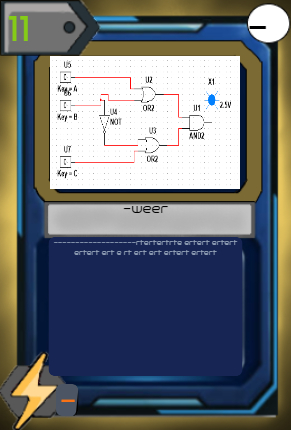 11
–
U5
Key = A
U6
Key = B
U4
NOT
U2
OR2
U3
OR2
U1
AND2
X1
2.5V
U7
Key = C
-weer
-------------------rtertertrte ertert ertert
ertert ert e rt ert ert ertert ertert
–